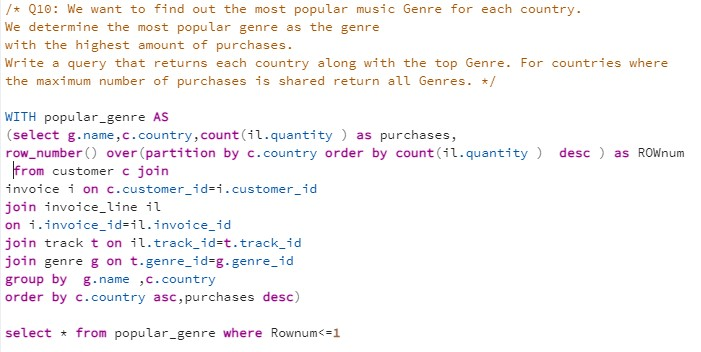 /* Q10: We want to find out the most popular music Genre for each country.
We determine the most popular genre as the genre
with the highest amount of purchases.
Write a query that returns each country along with the top Genre. For countries where
the maximum number of purchases is shared return all Genres. */
WITH popular_genre AS
(select g.name,c.country,count(il.quantity ) as purchases,
row_number() over(partition by c.country order by count(il.quantity )  desc ) as ROWnum
from customer c join
invoice i on c.customer_id=i.customer_id
join invoice_line il
on i.invoice_id=il.invoice_id
join track t on il.track_id=t.track_id
join genre g on t.genre_id=g.genre_id
group by  g.name ,c.country
order by c.country asc,purchases desc)
select * from popular_genre where Rownum<=1